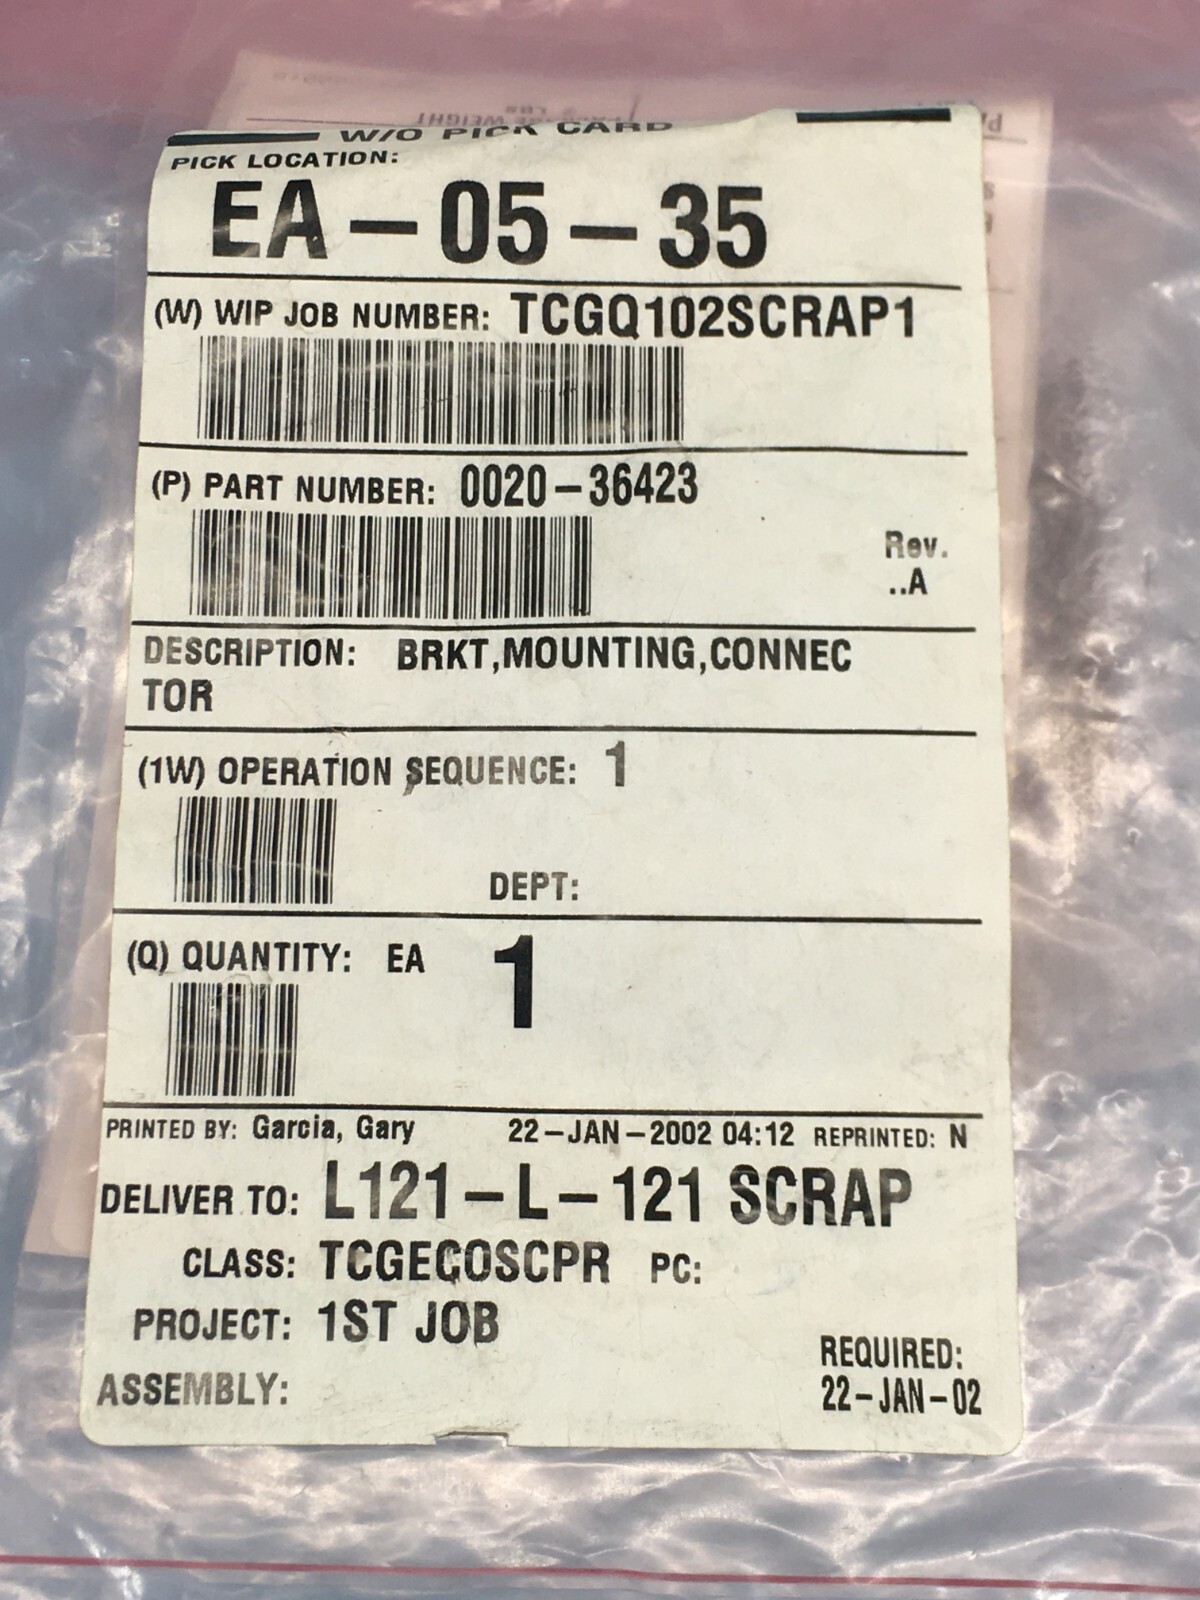 W/O PICK CARD
PICK LOCATION:
EA-05-35
(W) WIP JOB NUMBER: TCGQ102SCRAP1
(P) PART NUMBER: 0020-36423
Rev.
..A
DESCRIPTION: BRKT,MOUNTING,CONNEC
TOR
(1W) OPERATION SEQUENCE: 1
DEPT:
(Q) QUANTITY: EA 1
PRINTED BY: Garcia, Gary 22-JAN-2002 04:12 REPRINTED: N
DELIVER TO: L121-L-121 SCRAP
CLASS: TCGECOSCPR PC:
PROJECT: 1ST JOB
ASSEMBLY:
REQUIRED:
22-JAN-02